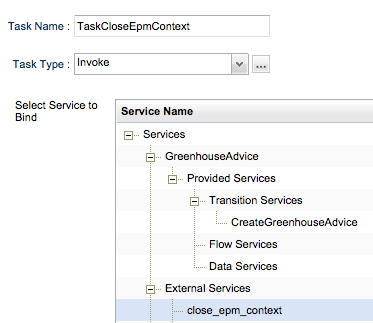 Task Name : TaskCloseEpmContext
Task Type : Invoke ...
Select Service to
Bind
Service Name
Services
GreenhouseAdvice
Provided Services
Transition Services
CreateGreenhouseAdvice
Flow Services
Data Services
External Services
close_epm_context